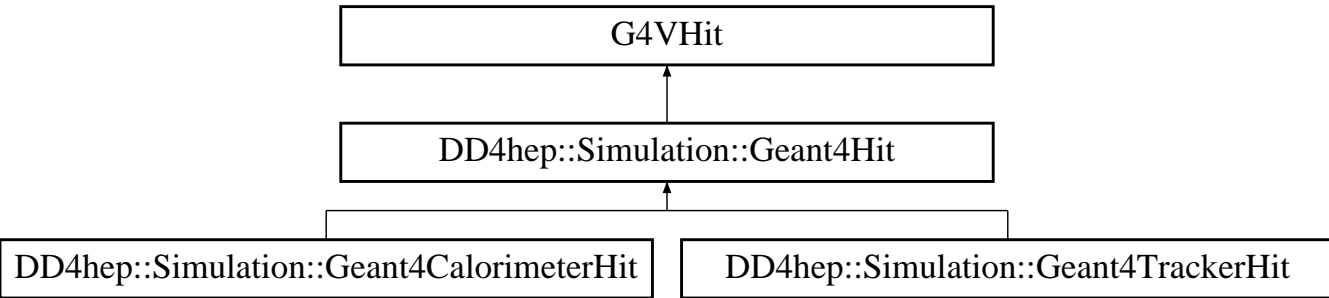 G4VHit
DD4hep::Simulation::Geant4Hit
DD4hep::Simulation::Geant4CalorimeterHit
DD4hep::Simulation::Geant4TrackerHit